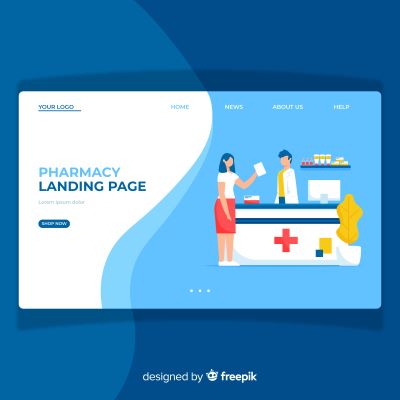 YOUR LOGO
HOME
NEWS
ABOUT US
HELP
PHARMACY
LANDING PAGE
Lorem ipsum dolor
SHOP NOW
designed by freepik